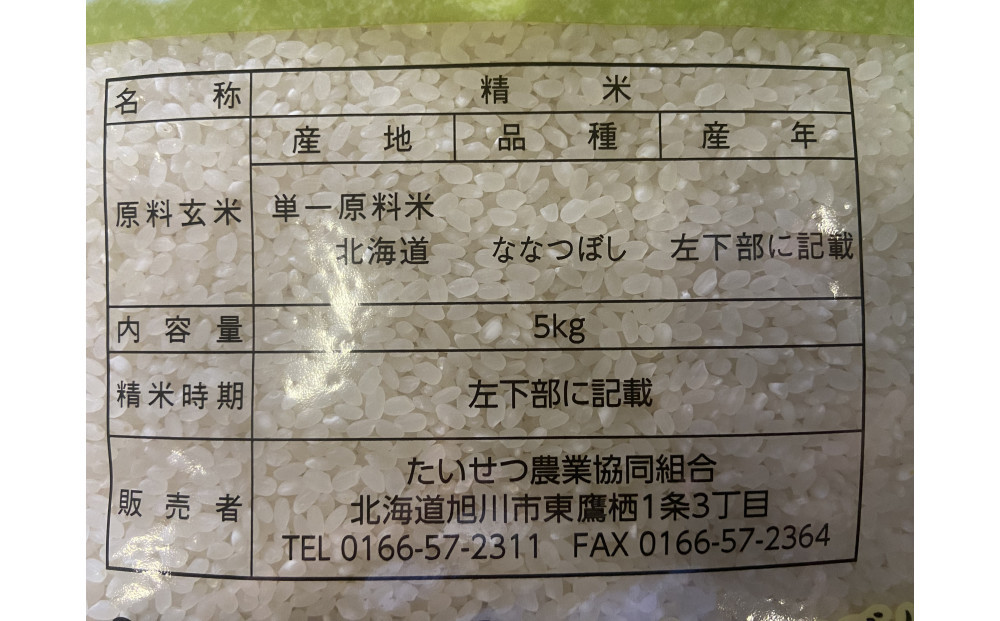 名称 精米
原料玄米 産地 品種 産年
単一原料米
北海道 ななつぼし 左下部に記載
内容量 5kg
精米時期 左下部に記載
販売者 たいせつ農業協同組合
北海道旭川市東鷹栖1条3丁目
TEL 0166-57-2311 FAX 0166-57-2364